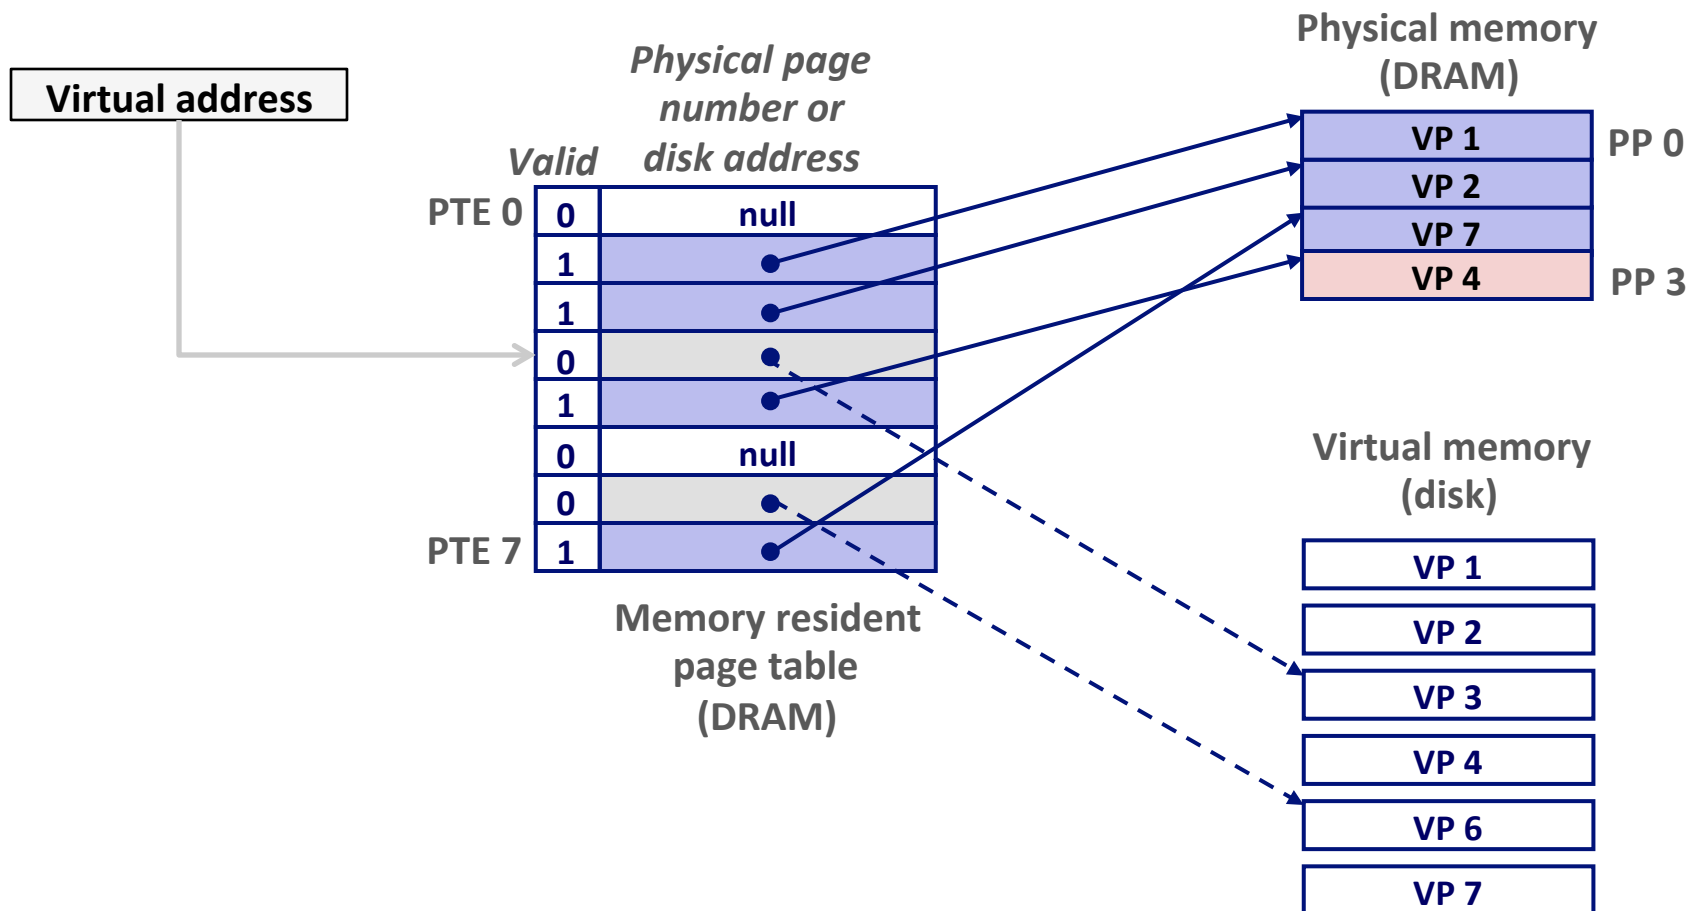 Virtual address
Physical page
number or
disk address
Valid
PTE 0
0
null
1
1
0
1
0
null
0
PTE 7
1
Memory resident
page table
(DRAM)
Physical memory
(DRAM)
VP 1
PP 0
VP 2
VP 7
VP 4
PP 3
Virtual memory
(disk)
VP 1
VP 2
VP 3
VP 4
VP 6
VP 7